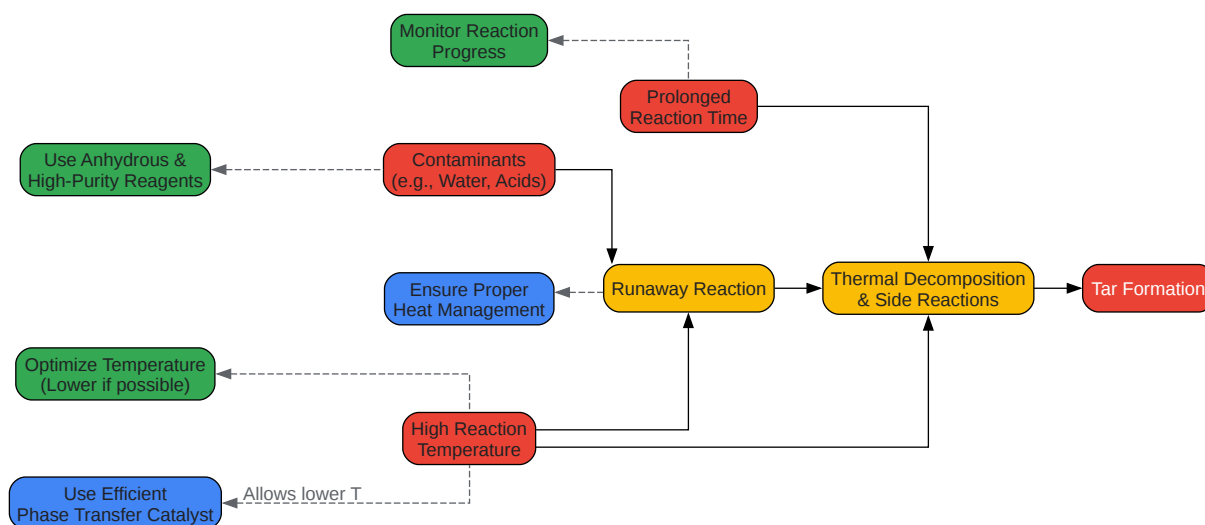 Monitor Reaction
Progress
Prolonged
Reaction Time
Use Anhydrous &
High-Purity Reagents
Contaminants
(e.g., Water, Acids)
Ensure Proper
Heat Management
Runaway Reaction
Thermal Decomposition
& Side Reactions
Tar Formation
Optimize Temperature
(Lower if possible)
High Reaction
Temperature
Use Efficient
Phase Transfer Catalyst
Allows lower T